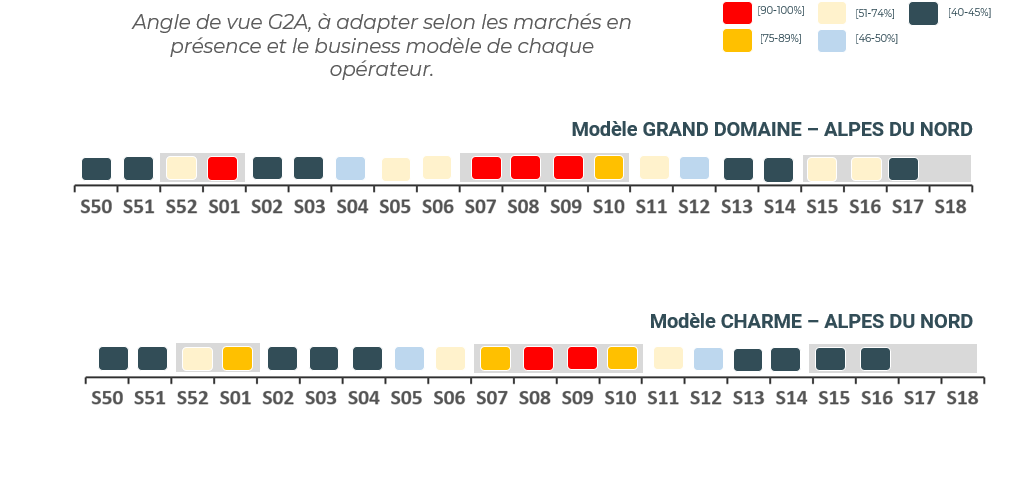 Angle de vue G2A, à adapter selon les marchés en
présence et le business modèle de chaque
opérateur.
[90-100%] [51-74%] [40-45%]
[75-89%] [46-50%]
Modèle GRAND DOMAINE – ALPES DU NORD
S50 S51 S52 S01 S02 S03 S04 S05 S06 S07 S08 S09 S10 S11 S12 S13 S14 S15 S16 S17 S18
Modèle CHARME – ALPES DU NORD
S50 S51 S52 S01 S02 S03 S04 S05 S06 S07 S08 S09 S10 S11 S12 S13 S14 S15 S16 S17 S18